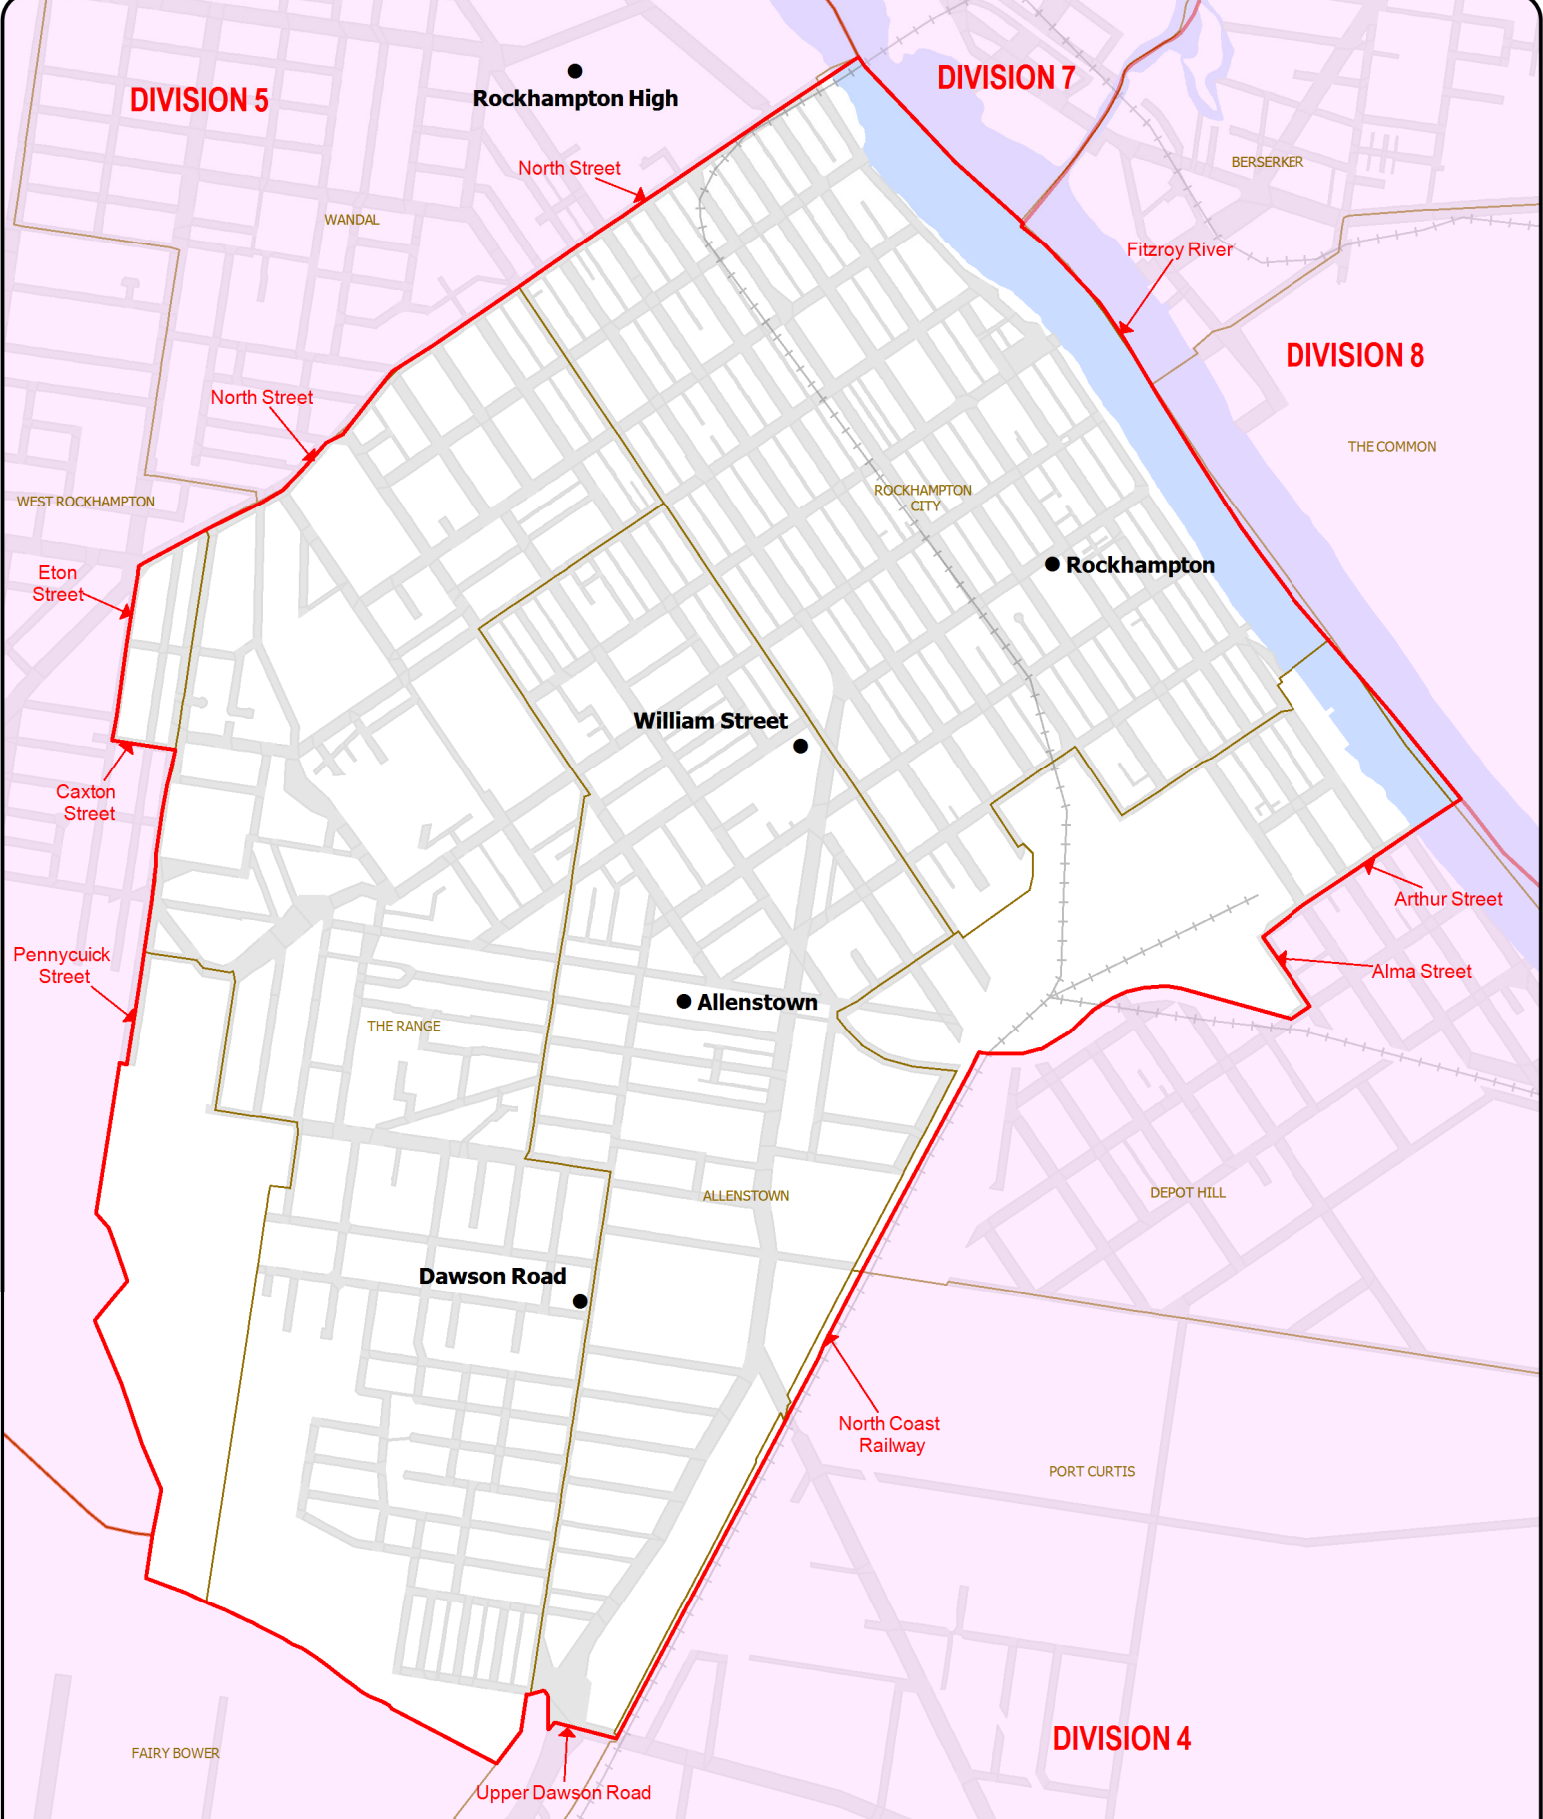 DIVISION 7
Rockhampton High
DIVISION 5
BERSERKER
North Street
WANDAL
Fitzroy River
DIVISION 8
North Street
THE COMMON
ROCKHAMPTON
CITY
WEST ROCKHAMPTON
Rockhampton
Eton
Street
William Street
Caxton
Street
Arthur Street
Pennycuick
Street
Alma Street
Allenstown
THE RANGE
DEPOT HILL
ALLENSTOWN
Dawson Road
North Coast
Railway
PORT CURTIS
DIVISION 4
FAIRY BOWER
Upper Dawson Road